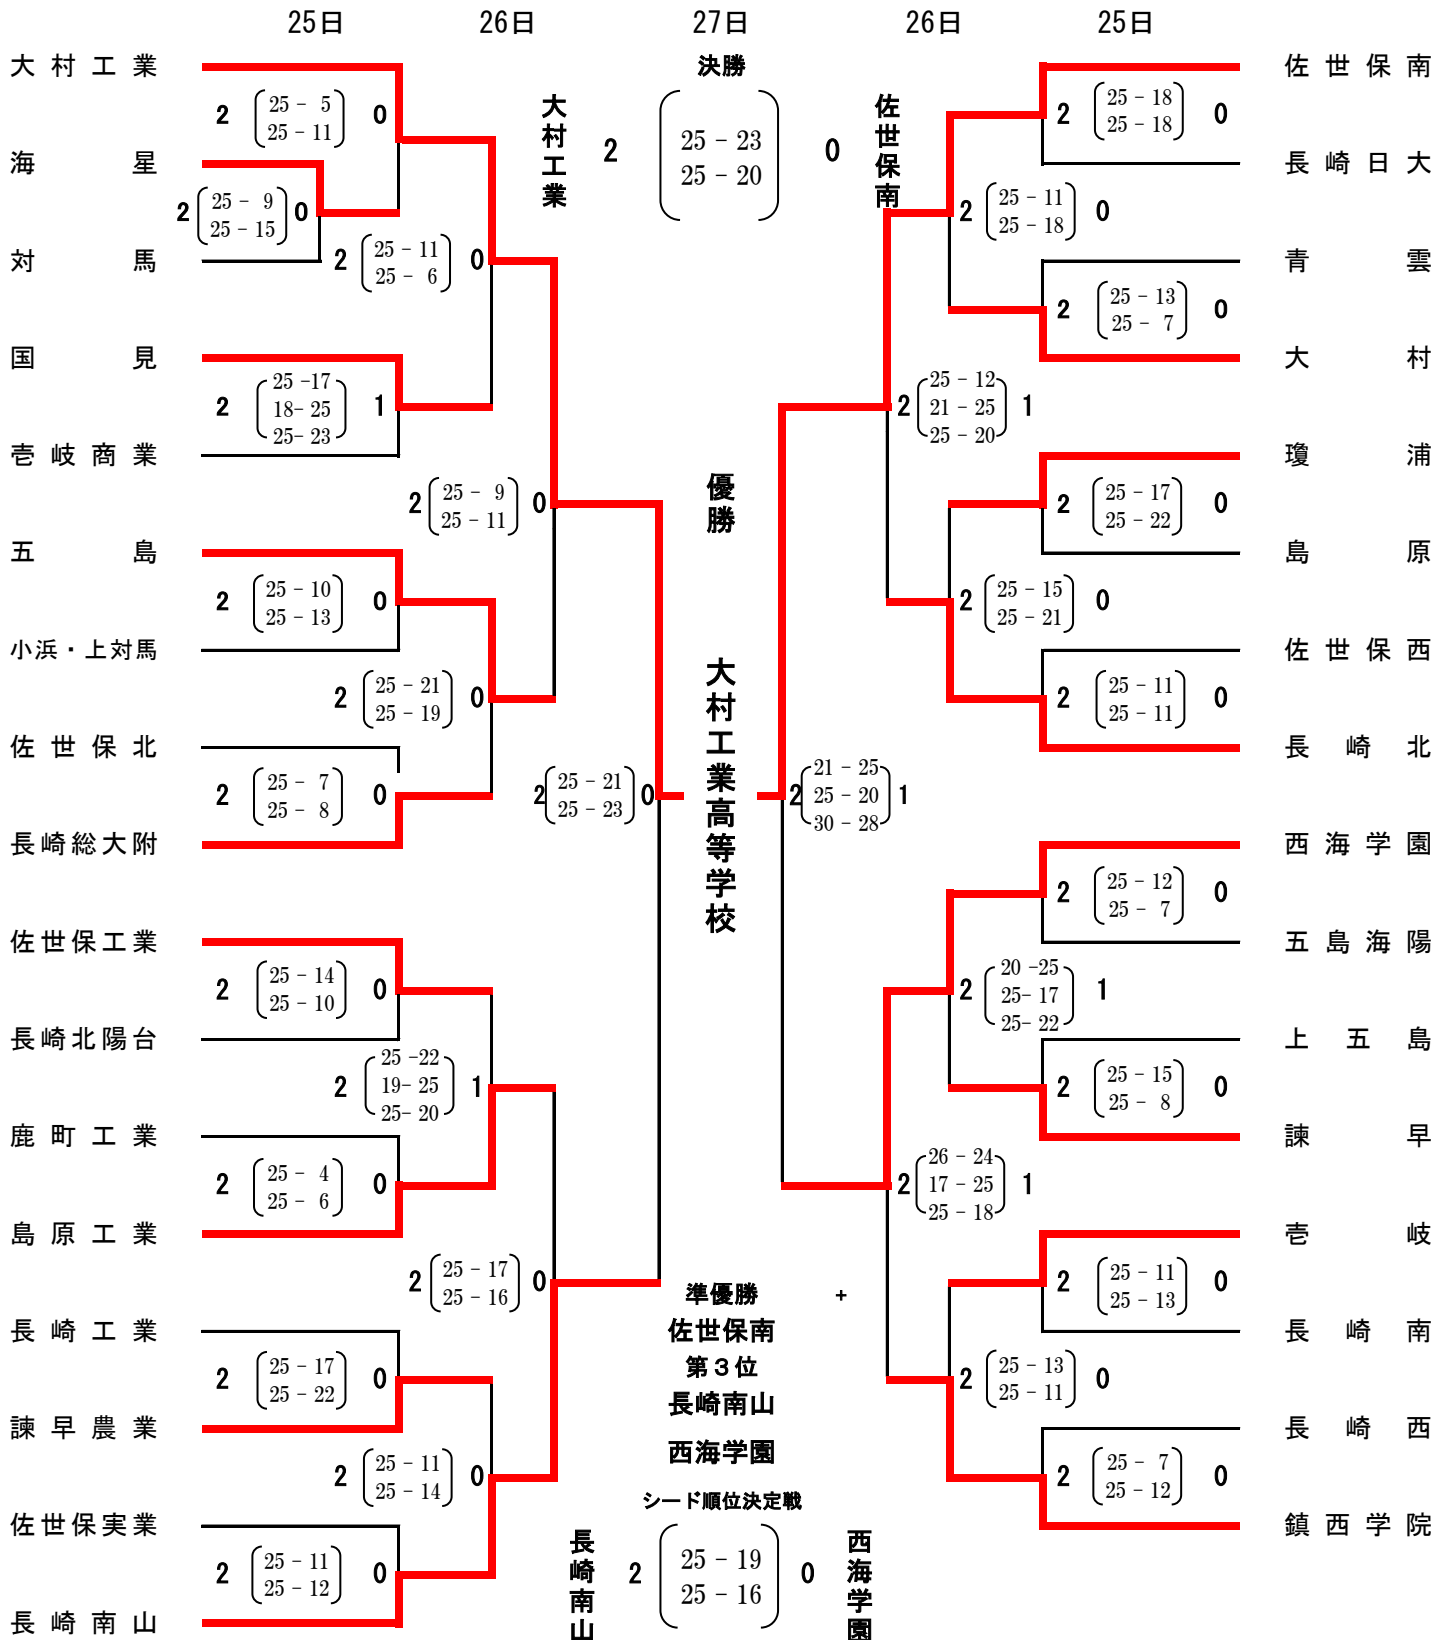 25日 26日 27日 26日 25日
決勝
大村工業 2 25 - 23 0 佐世保南
25 - 20
大村工業
2 25 - 5 0
25 - 11
海星
2 25 - 9 0
25 - 15
対馬
2 25 - 11 0
25 - 6
国見
2 25 -17 1
18- 25
25- 23
壱岐商業
2 25 - 9 0
25 - 11
五島
2 25 - 10 0
25 - 13
小浜・上対馬
2 25 - 21 0
25 - 19
佐世保北
2 25 - 7 0
25 - 8
長崎総大附
2 25 - 21 0
25 - 23
佐世保工業
2 25 - 14 0
25 - 10
長崎北陽台
2 25 -22 1
19- 25
25- 20
鹿町工業
2 25 - 4 0
25 - 6
島原工業
2 25 - 17 0
25 - 16
長崎工業
2 25 - 17 0
25 - 22
諫早農業
2 25 - 11 0
25 - 14
佐世保実業
2 25 - 11 0
25 - 12
長崎南山
優勝
大村工業高等学校
準優勝 +
佐世保南
第３位
長崎南山
西海学園
シード順位決定戦
長崎南山 2 25 - 19 0 西海学園
25 - 16
佐世保南
2 25 - 18 0
25 - 18
長崎日大
2 25 - 11 0
25 - 18
青雲
2 25 - 13 0
25 - 7
大村
2 25 - 12 1
21 - 25
25 - 20
瓊浦
2 25 - 17 0
25 - 22
島原
2 25 - 15 0
25 - 21
佐世保西
2 25 - 11 0
25 - 11
長崎北
2 21 - 25 1
25 - 20
30 - 28
西海学園
2 25 - 12 0
25 - 7
五島海陽
2 20 -25 1
25- 17
25- 22
上五島
2 25 - 15 0
25 - 8
諫早
2 26 - 24 1
17 - 25
25 - 18
壱岐
2 25 - 11 0
25 - 13
長崎南
2 25 - 13 0
25 - 11
長崎西
2 25 - 7 0
25 - 12
鎮西学院